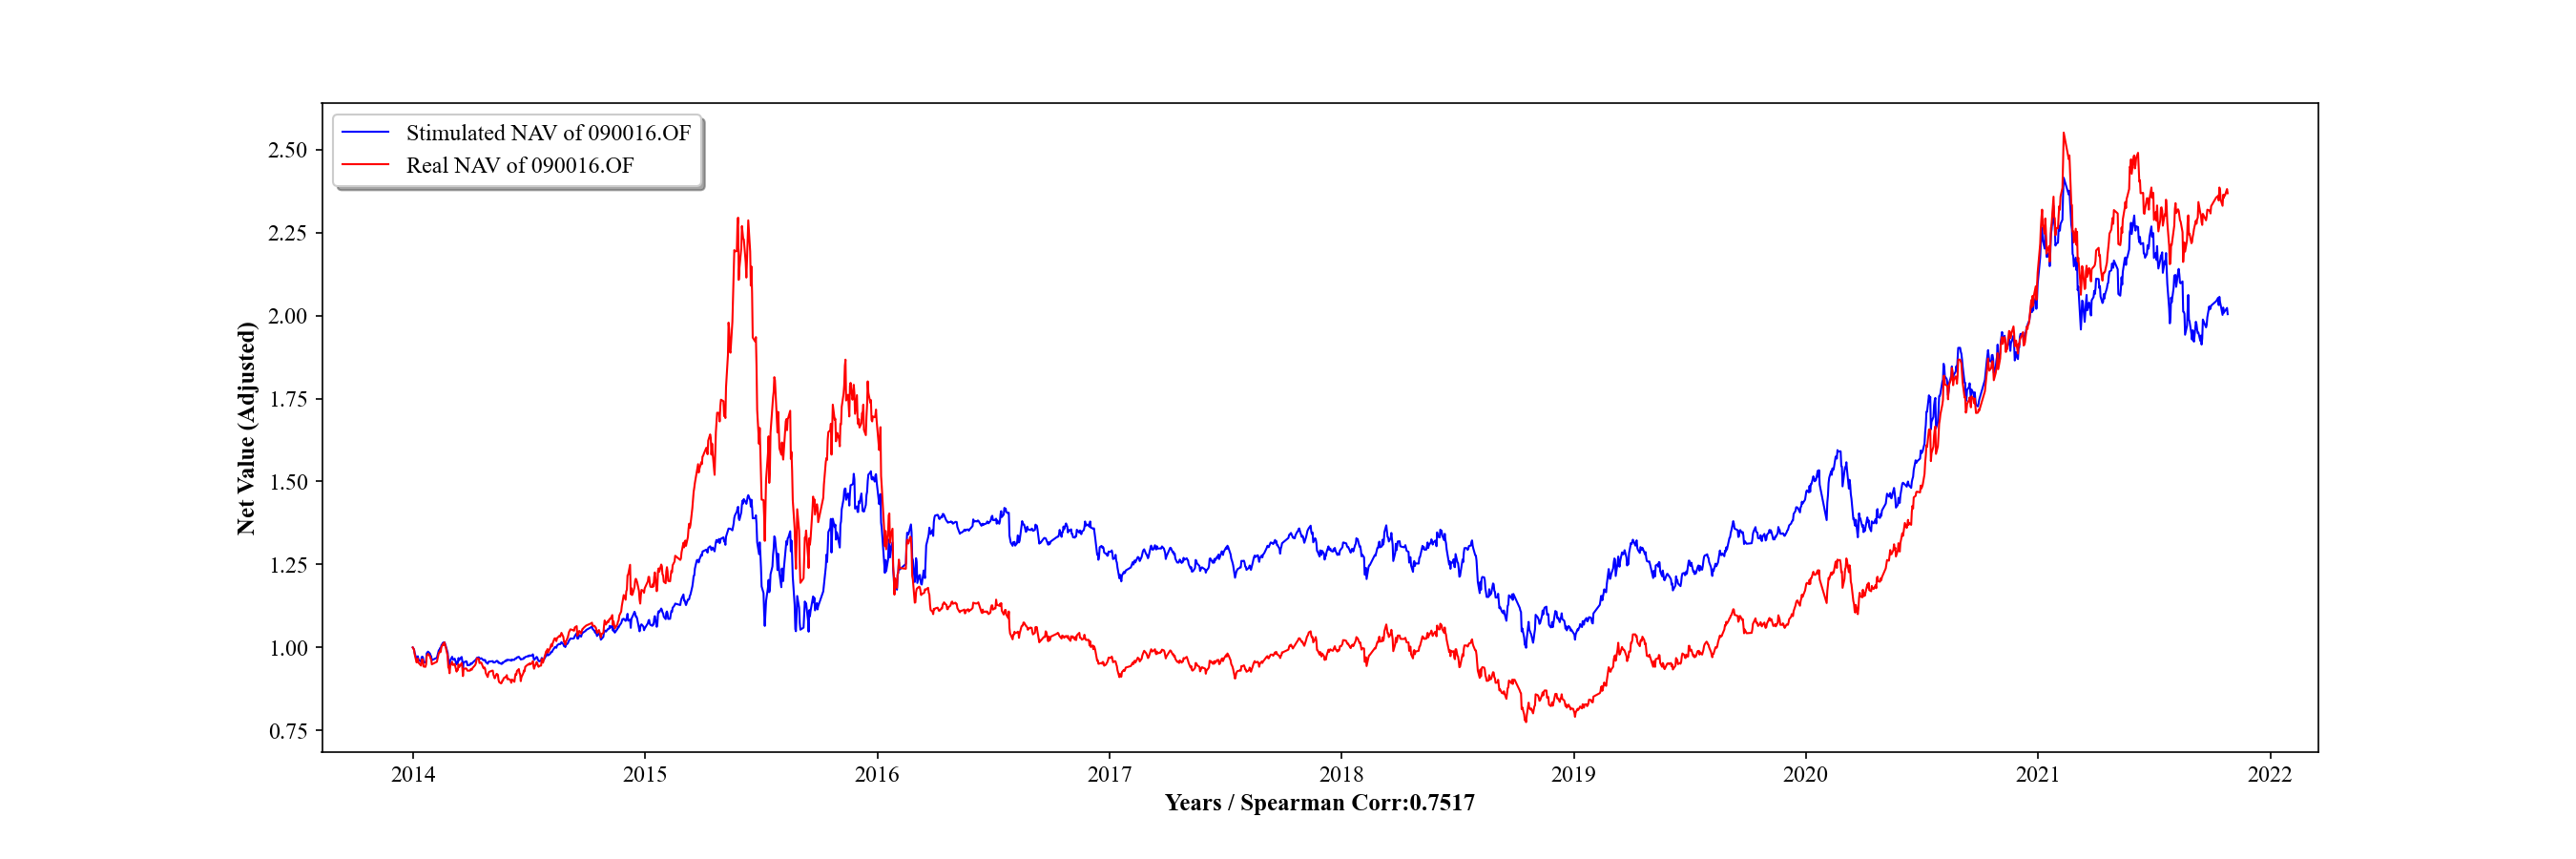 Stimulated NAV of 090016.OF
Real NAV of 090016.OF
Net Value (Adjusted)
2.50
2.25
2.00
1.75
1.50
1.25
1.00
0.75
2014 2015 2016 2017 2018 2019 2020 2021 2022
Years / Spearman Corr:0.7517